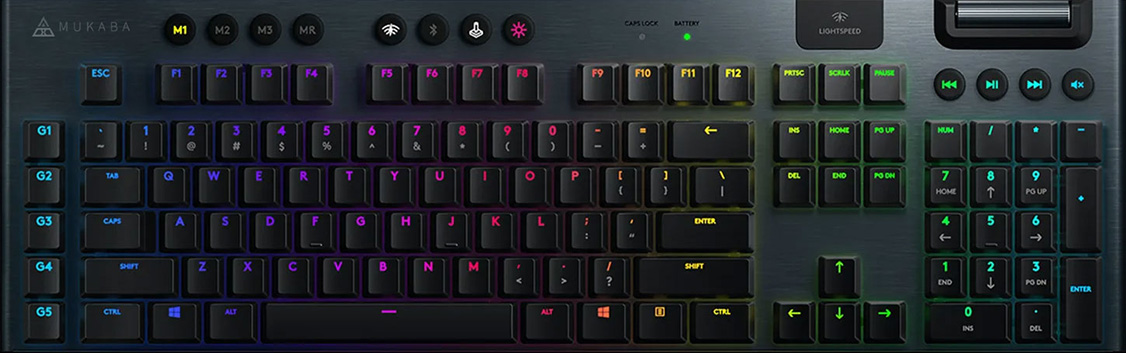 MUKABA M1 M2 M3 MR CAPS LOCK BATTERY LIGHTSPEED
ESC F1 F2 F3 F4 F5 F6 F7 F8 F9 F10 F11 F12 PRTSC SCRLK PAUSE
G1 ` ~ 1 ! 2 @ 3 # 4 $ 5 % 6 ^ 7 & 8 * 9 ( 0 ) - _ = + ← INS HOME PG UP NUM / * -
G2 TAB Q W E R T Y U I O P [ { ] } \ | DEL END PG DN 7 HOME 8 ↑ 9 PG UP +
G3 CAPS A S D F G H J K L ; : ' " ENTER 4 ← 5 6 →
G4 SHIFT Z X C V B N M , < . > / ? SHIFT ↑ 1 END 2 ↓ 3 PG DN ENTER
G5 CTRL ALT ALT CTRL ← ↓ → 0 INS . DEL